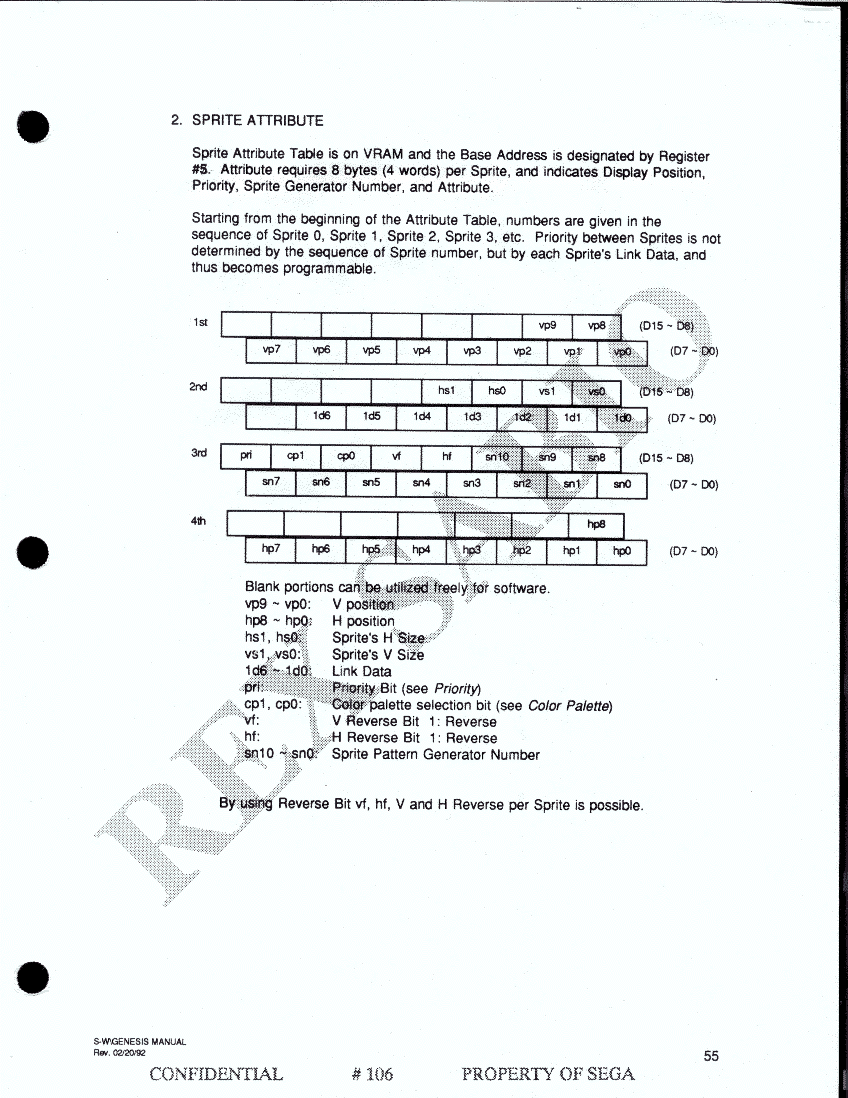 2. SPRITE ATTRIBUTE
Sprite Attribute Table is on VRAM and the Base Address is designated by Register
#5. Attribute requires 8 bytes (4 words) per Sprite, and indicates Display Position,
Priority, Sprite Generator Number, and Attribute.
Starting from the beginning of the Attribute Table, numbers are given in the
sequence of Sprite 0, Sprite 1, Sprite 2, Sprite 3, etc. Priority between Sprites is not
determined by the sequence of Sprite number, but by each Sprite's Link Data, and
thus becomes programmable.
1st vp9 vp8 (D15 ~ D8)
vp7 vp6 vp5 vp4 vp3 vp2 vp1 vp0 (D7 ~ D0)
2nd hs1 hs0 vs1 vs0 (D15 ~ D8)
1d6 1d5 1d4 1d3 1d2 1d1 1d0 (D7 ~ D0)
3rd pri cp1 cp0 vf hf sn10 sn9 sn8 (D15 ~ D8)
sn7 sn6 sn5 sn4 sn3 sn2 sn1 sn0 (D7 ~ D0)
4th hp8
hp7 hp6 hp5 hp4 hp3 hp2 hp1 hp0 (D7 ~ D0)
Blank portions can be utilized freely for software.
vp9 ~ vp0: V position
hp8 ~ hp0: H position
hs1, hs0: Sprite's H Size
vs1, vs0: Sprite's V Size
1d6 ~ 1d0: Link Data
pri: Priority Bit (see Priority)
cp1, cp0: Color palette selection bit (see Color Palette)
vf: V Reverse Bit 1: Reverse
hf: H Reverse Bit 1: Reverse
sn10 ~ sn0: Sprite Pattern Generator Number
By using Reverse Bit vf, hf, V and H Reverse per Sprite is possible.
REX SABIO
S-W\GENESIS MANUAL
Rev. 02/20/92
55
CONFIDENTIAL # 106 PROPERTY OF SEGA